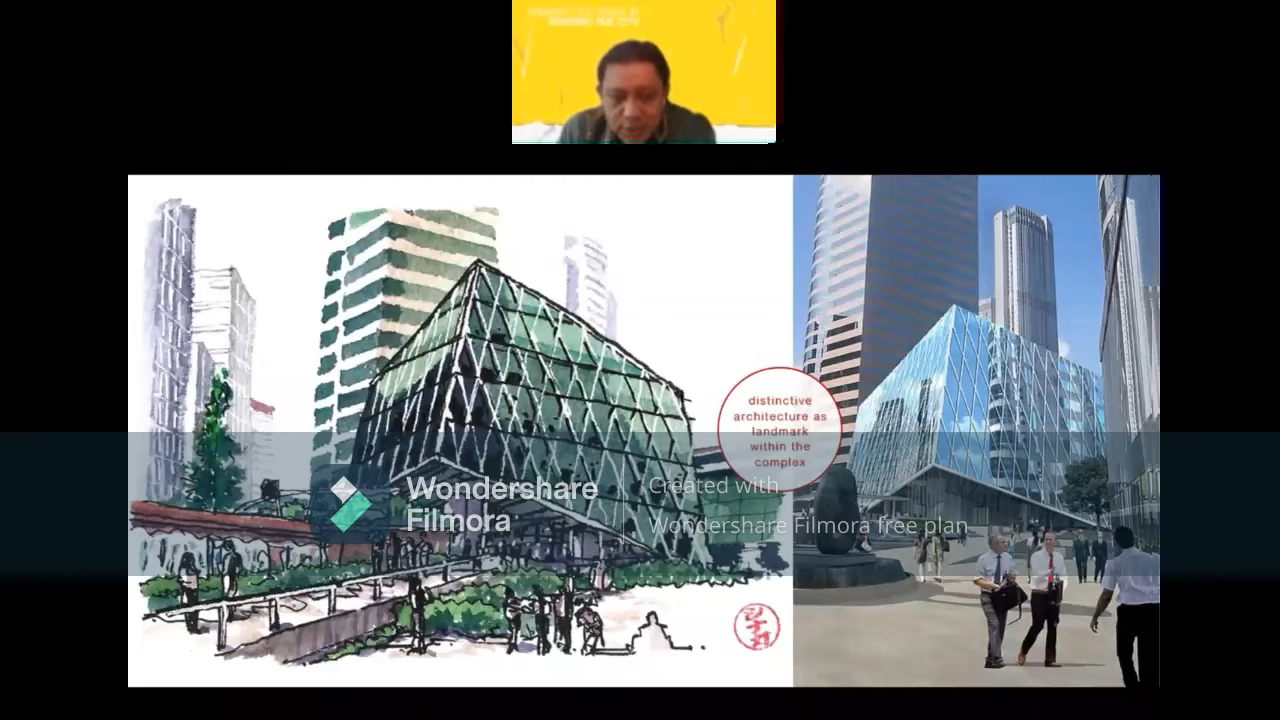 distinctive
architecture as
landmark
within the
complex
Wondershare
Filmora
Created with
Wondershare Filmora free plan